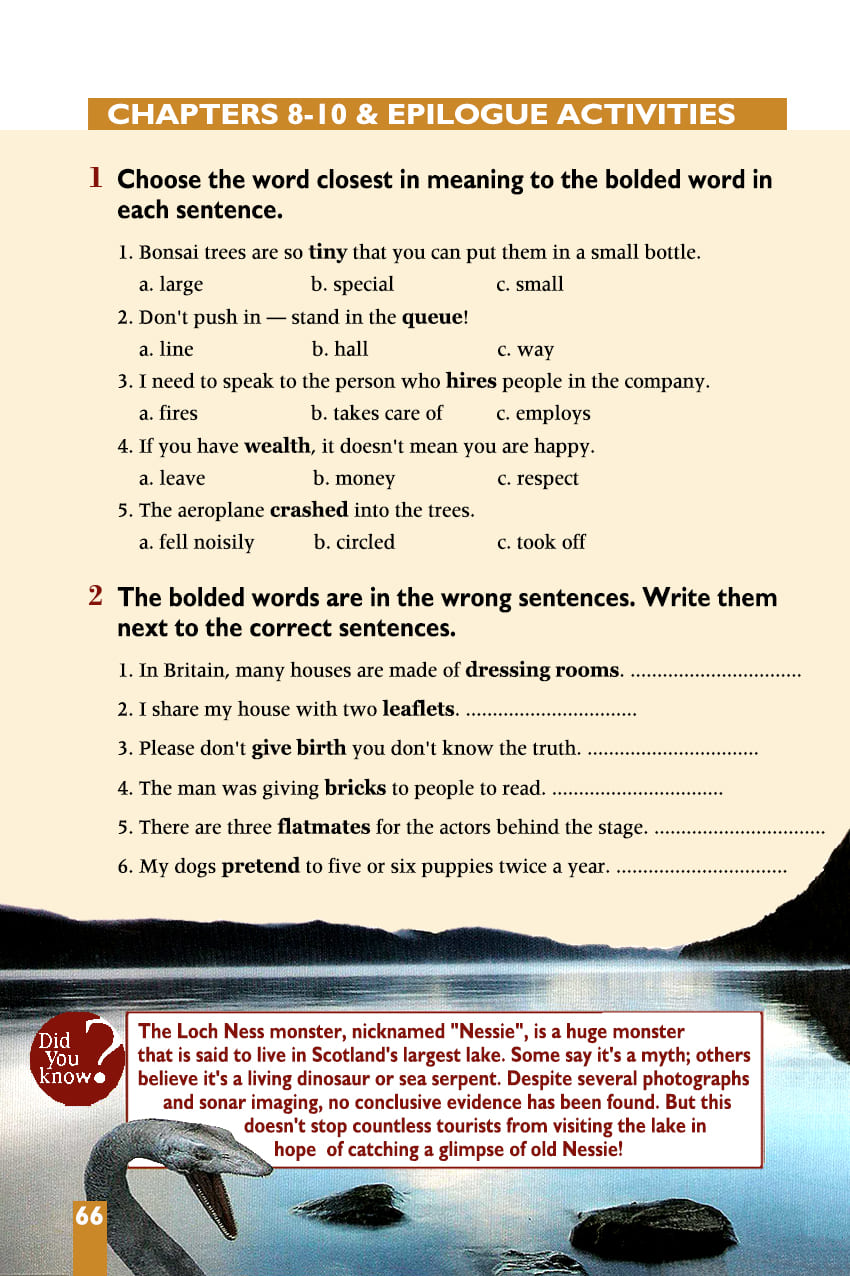 CHAPTERS 8-10 & EPILOGUE ACTIVITIES
1 Choose the word closest in meaning to the bolded word in
each sentence.
1. Bonsai trees are so tiny that you can put them in a small bottle.
a. large b. special c. small
2. Don't push in — stand in the queue!
a. line b. hall c. way
3. I need to speak to the person who hires people in the company.
a. fires b. takes care of c. employs
4. If you have wealth, it doesn't mean you are happy.
a. leave b. money c. respect
5. The aeroplane crashed into the trees.
a. fell noisily b. circled c. took off
2 The bolded words are in the wrong sentences. Write them
next to the correct sentences.
1. In Britain, many houses are made of dressing rooms. ................................
2. I share my house with two leaflets. ................................
3. Please don't give birth you don't know the truth. ................................
4. The man was giving bricks to people to read. ................................
5. There are three flatmates for the actors behind the stage. ................................
6. My dogs pretend to five or six puppies twice a year. ................................
Did
You
know?
The Loch Ness monster, nicknamed "Nessie", is a huge monster
that is said to live in Scotland's largest lake. Some say it's a myth; others
believe it's a living dinosaur or sea serpent. Despite several photographs
and sonar imaging, no conclusive evidence has been found. But this
doesn't stop countless tourists from visiting the lake in
hope of catching a glimpse of old Nessie!
66